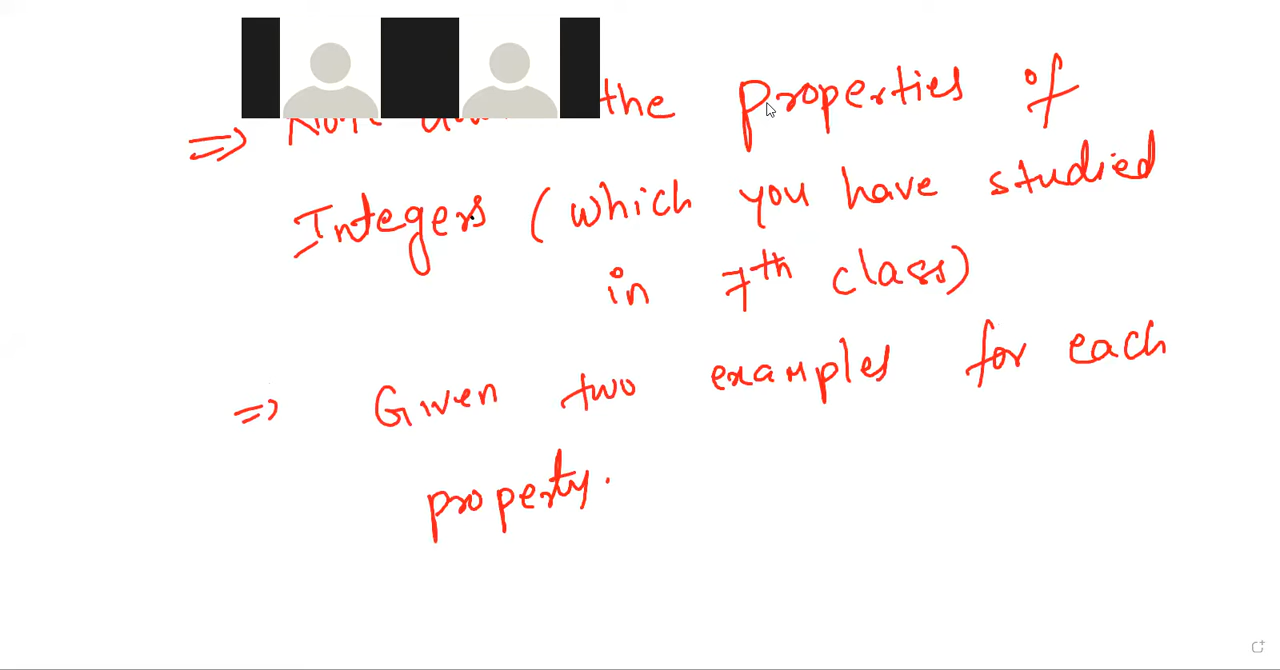 ⇒ the properties of
Integers (which you have studied
in 7th class)
⇒ Given two examples for each
property.